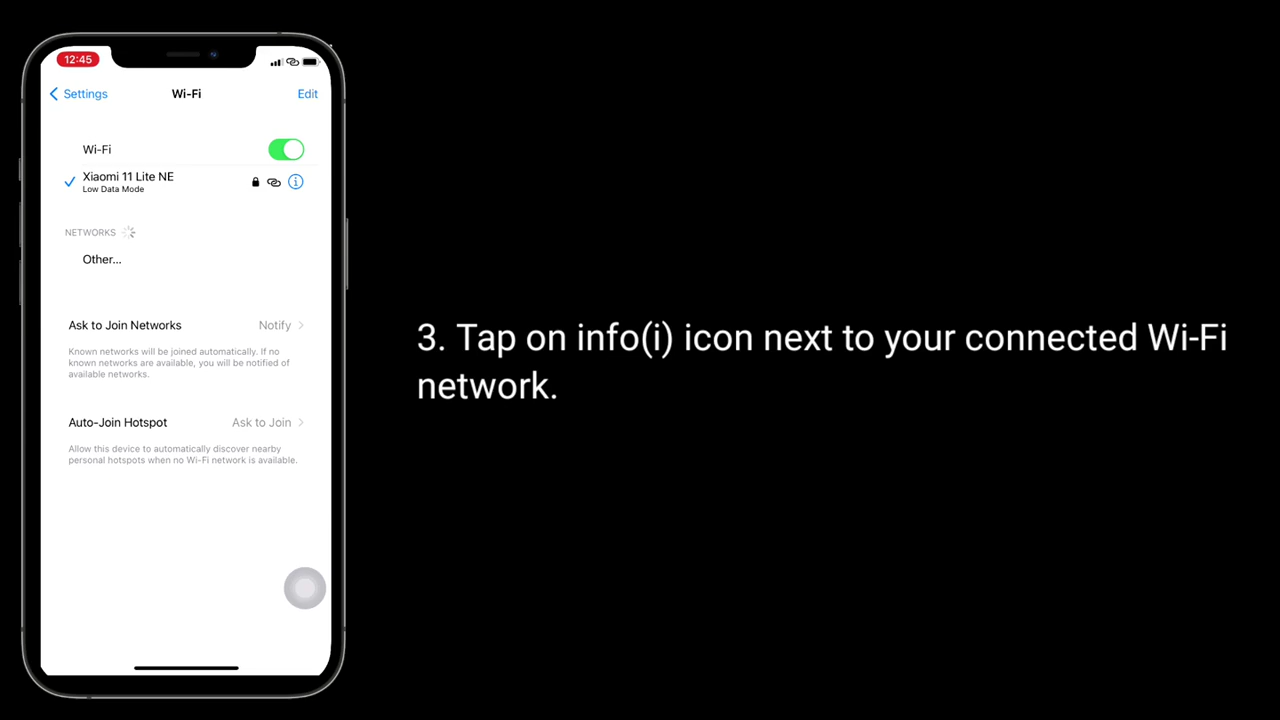 12:45
Settings
Wi-Fi
Edit
Wi-Fi
Xiaomi 11 Lite NE
Low Data Mode
NETWORKS
Other...
Ask to Join Networks
Notify
Known networks will be joined automatically. If no
known networks are available, you will be notified of
available networks.
Auto-Join Hotspot
Ask to Join
Allow this device to automatically discover nearby
personal hotspots when no Wi-Fi network is available.
3. Tap on info(i) icon next to your connected Wi-Fi
network.